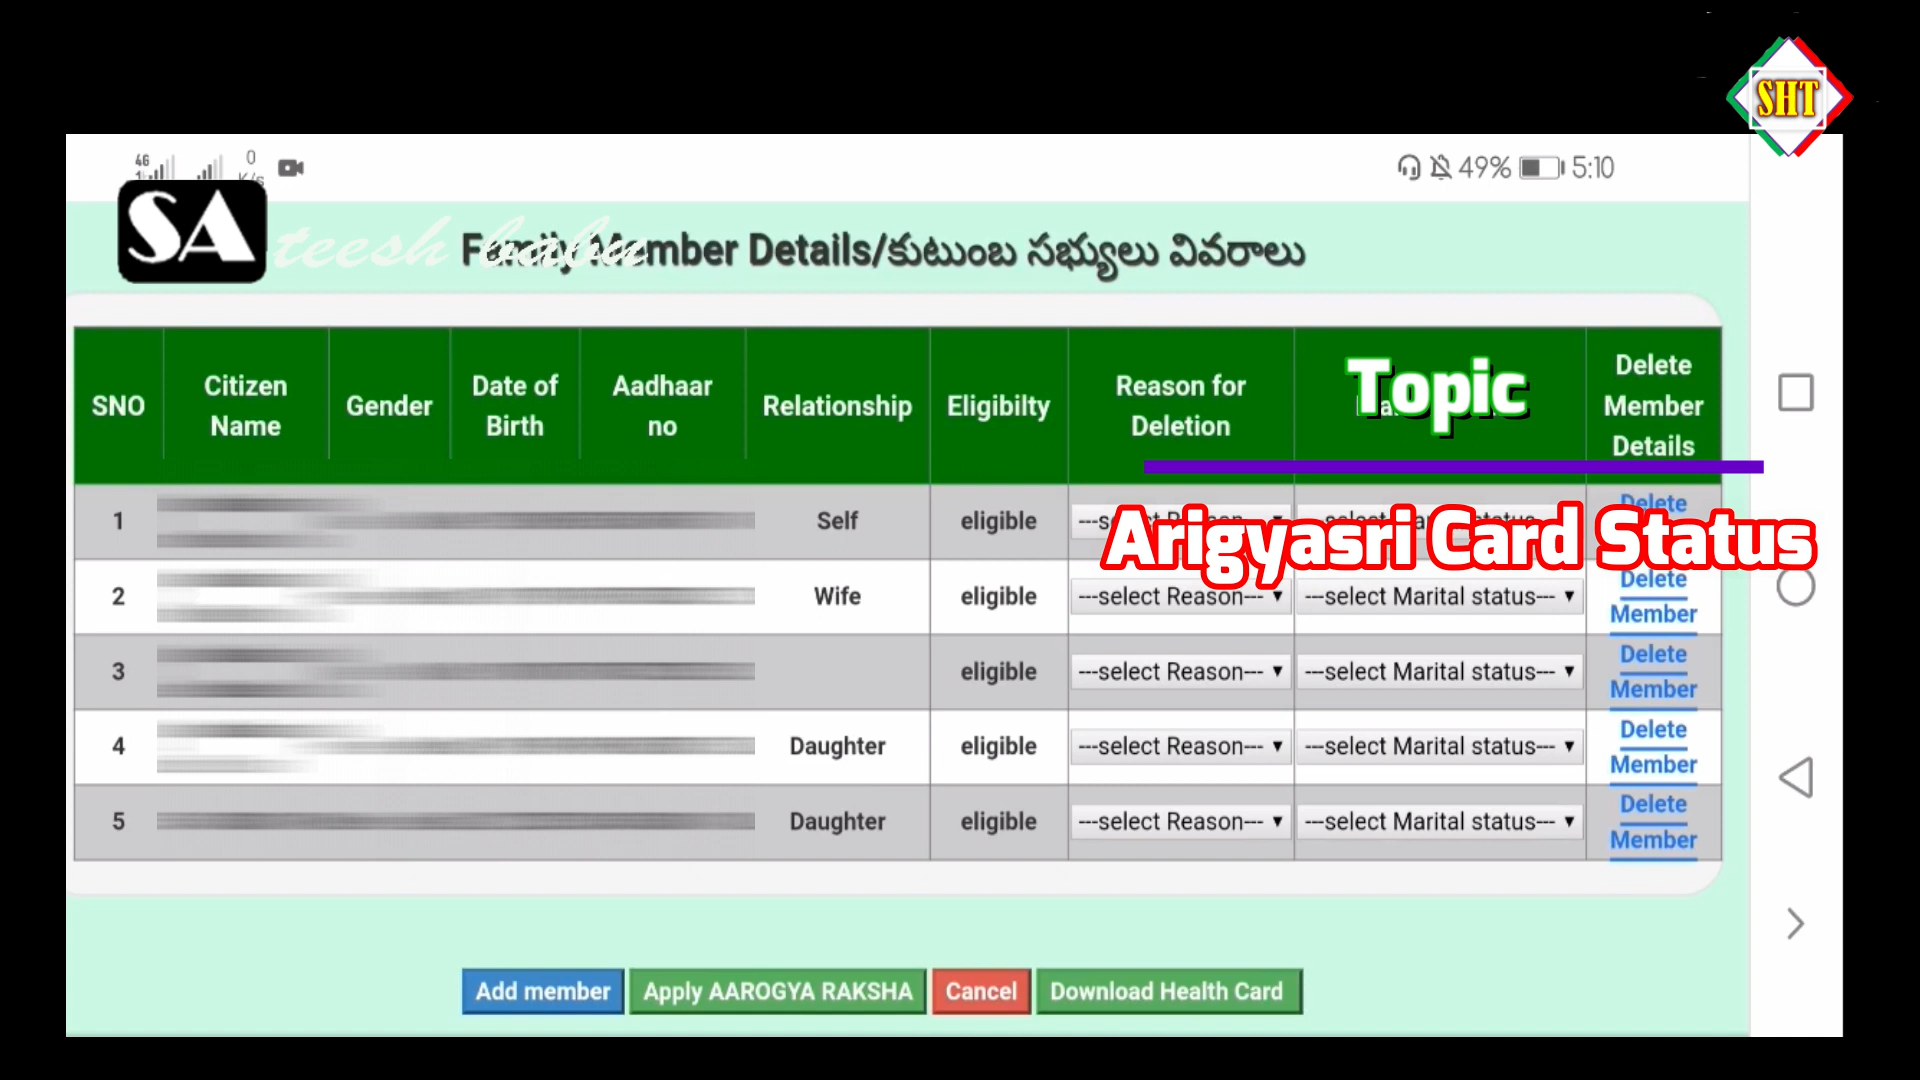 SHT
4G
0
K/s
49% 5:10
SA teesh babu
Family Member Details/కుటుంబ సభ్యులు వివరాలు
SNO Citizen Name Gender Date of Birth Aadhaar no Relationship Eligibilty Reason for Deletion Topic Delete Member Details
1 Self eligible Delete
Arigyasri Card Status
2 Wife eligible ---select Reason--- ---select Marital status--- Delete Member
3 eligible ---select Reason--- ---select Marital status--- Delete Member
4 Daughter eligible ---select Reason--- ---select Marital status--- Delete Member
5 Daughter eligible ---select Reason--- ---select Marital status--- Delete Member
Add member Apply AAROGYA RAKSHA Cancel Download Health Card